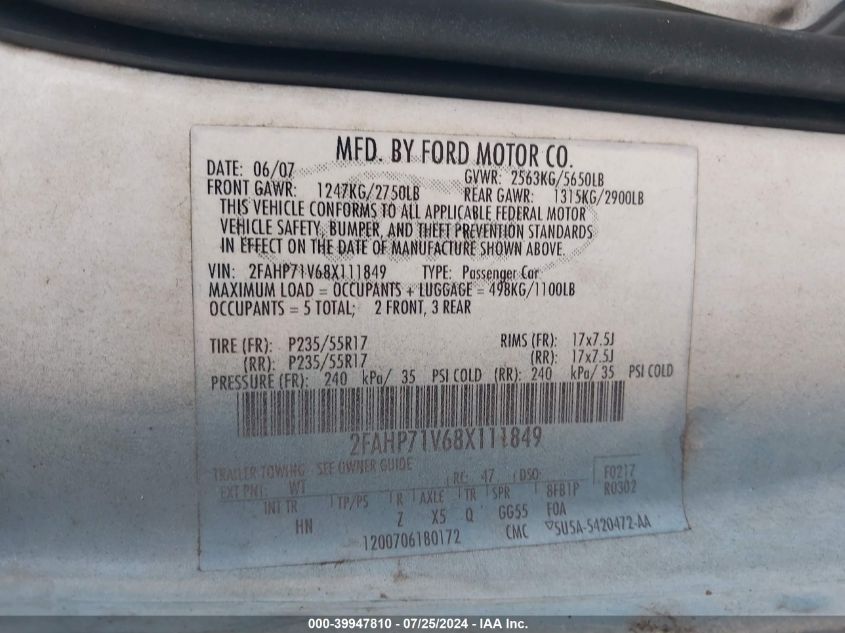 MFD. BY FORD MOTOR CO.
DATE: 06/07 GVWR: 2563KG/5650LB
FRONT GAWR: 1247KG/2750LB REAR GAWR: 1315KG/2900LB
THIS VEHICLE CONFORMS TO ALL APPLICABLE FEDERAL MOTOR
VEHICLE SAFETY, BUMPER, AND THEFT PREVENTION STANDARDS
IN EFFECT ON THE DATE OF MANUFACTURE SHOWN ABOVE.
VIN: 2FAHP71V68X111849 TYPE: Passenger Car
MAXIMUM LOAD = OCCUPANTS + LUGGAGE = 498KG/1100LB
OCCUPANTS = 5 TOTAL; 2 FRONT, 3 REAR
TIRE (FR): P235/55R17 RIMS (FR): 17x7.5J
(RR): P235/55R17 (RR): 17x7.5J
PRESSURE (FR): 240 kPa/ 35 PSI COLD (RR): 240 kPa/ 35 PSI COLD
2FAHP71V68X111849
TRAILER TOWING - SEE OWNER GUIDE
EXT PNT: WT RC: 47 DSO: F0217
INT TR TP/PS R AXLE TR SPR 8FB1P R0302
HN Z X5 Q GG55 FOA
1200706180172 CMC 5U5A-5420472-AA
000-39947810 - 07/25/2024 - IAA Inc.